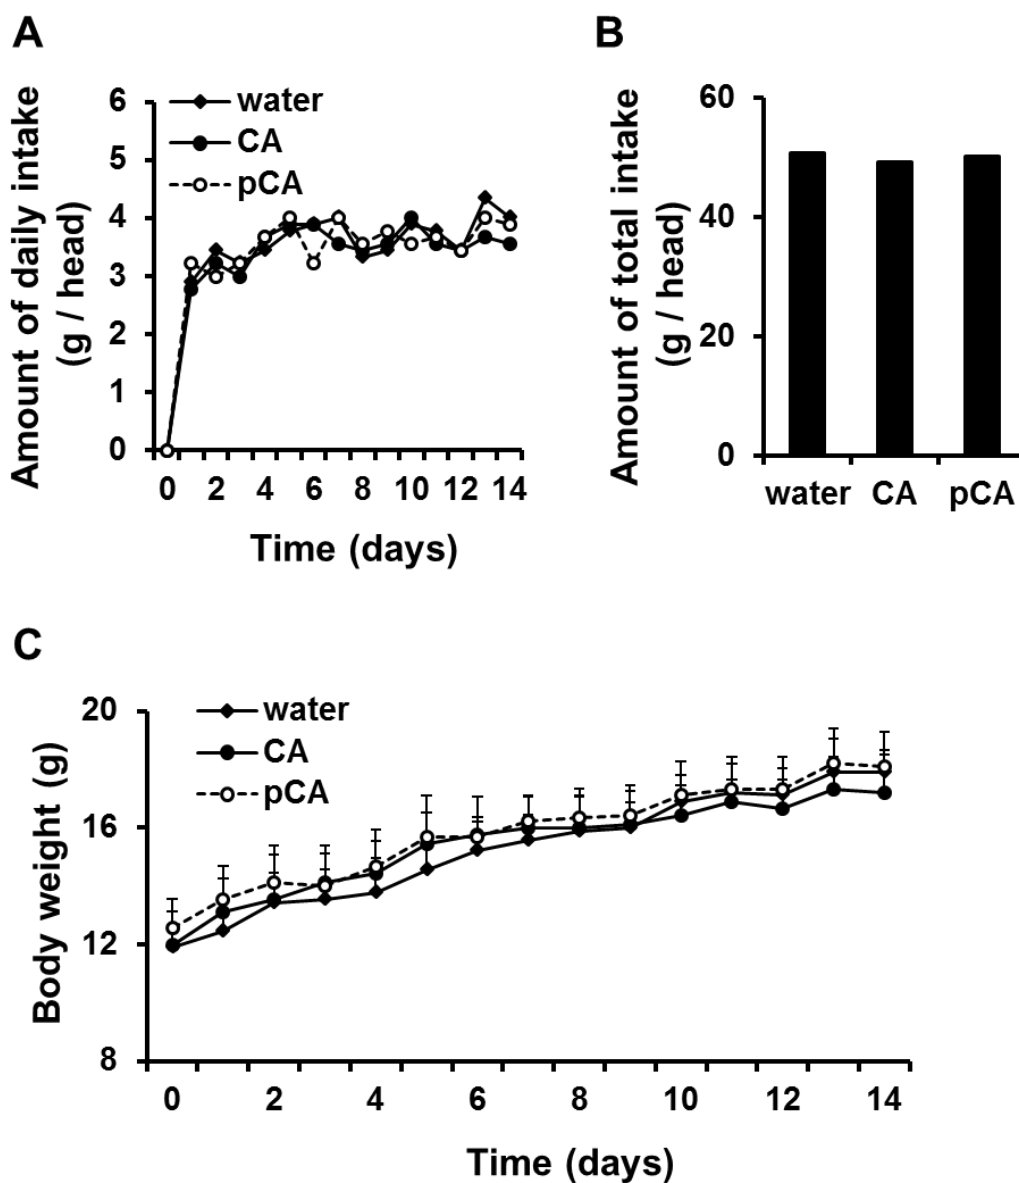 A
Amount of daily intake
(g / head)
6
5
4
3
2
1
0
water
CA
pCA
0 2 4 6 8 10 12 14
Time (days)
B
Amount of total intake
(g / head)
60
40
20
0
water CA pCA
C
Body weight (g)
20
16
12
8
water
CA
pCA
0 2 4 6 8 10 12 14
Time (days)